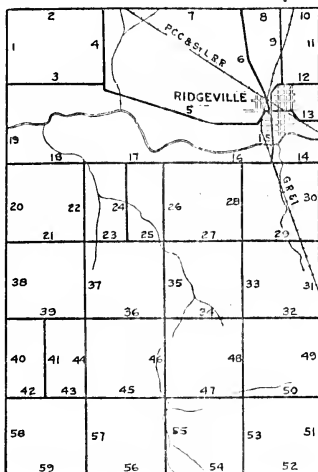 2 7 8 10
1 4 P.C.C. & St. L. R.R. 6 9 11
3 12
RIDGEVILLE
5 13
19
18 17 16 14
G.R. & I.
20 22 24 26 28 30
21 23 25 27 29
38 37 35 33 31
39 36 34 32
40 41 44 46 48 49
42 43 45 47 50
58 57 55 53 51
59 56 54 52